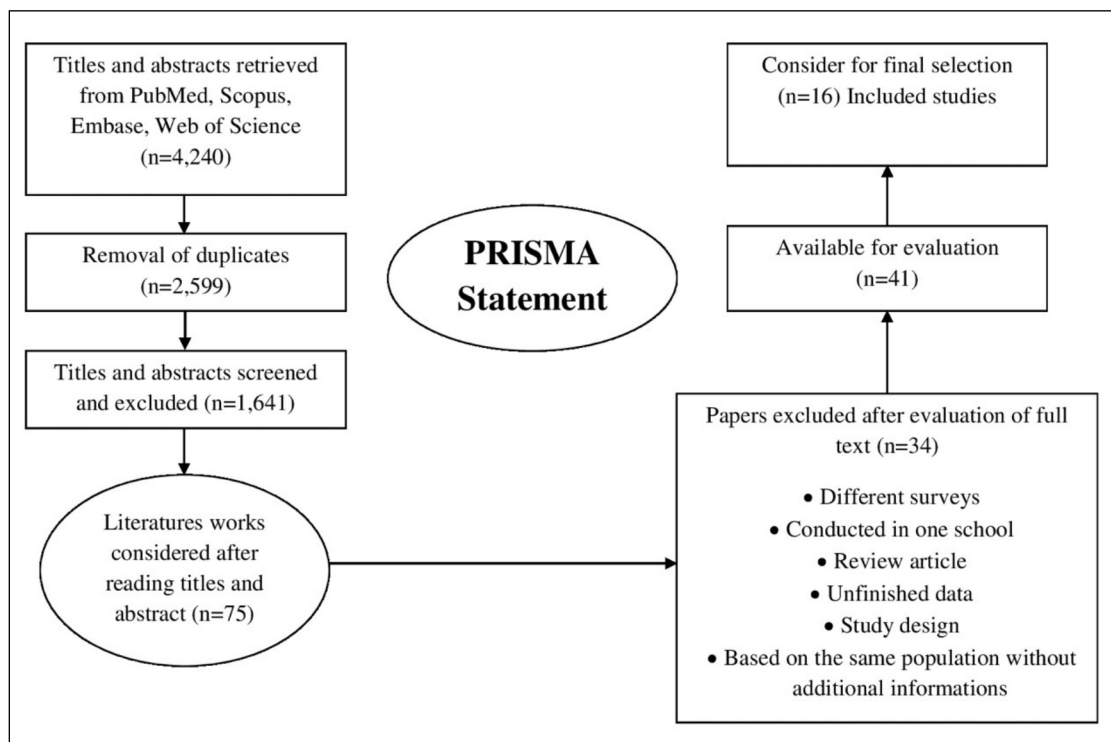 Titles and abstracts retrieved
from PubMed, Scopus,
Embase, Web of Science
(n=4,240)
Removal of duplicates
(n=2,599)
Titles and abstracts screened
and excluded (n=1,641)
Literatures works
considered after
reading titles and
abstract (n=75)
PRISMA
Statement
Papers excluded after evaluation of full
text (n=34)
• Different surveys
• Conducted in one school
• Review article
• Unfinished data
• Study design
• Based on the same population without
additional informations
Available for evaluation
(n=41)
Consider for final selection
(n=16) Included studies